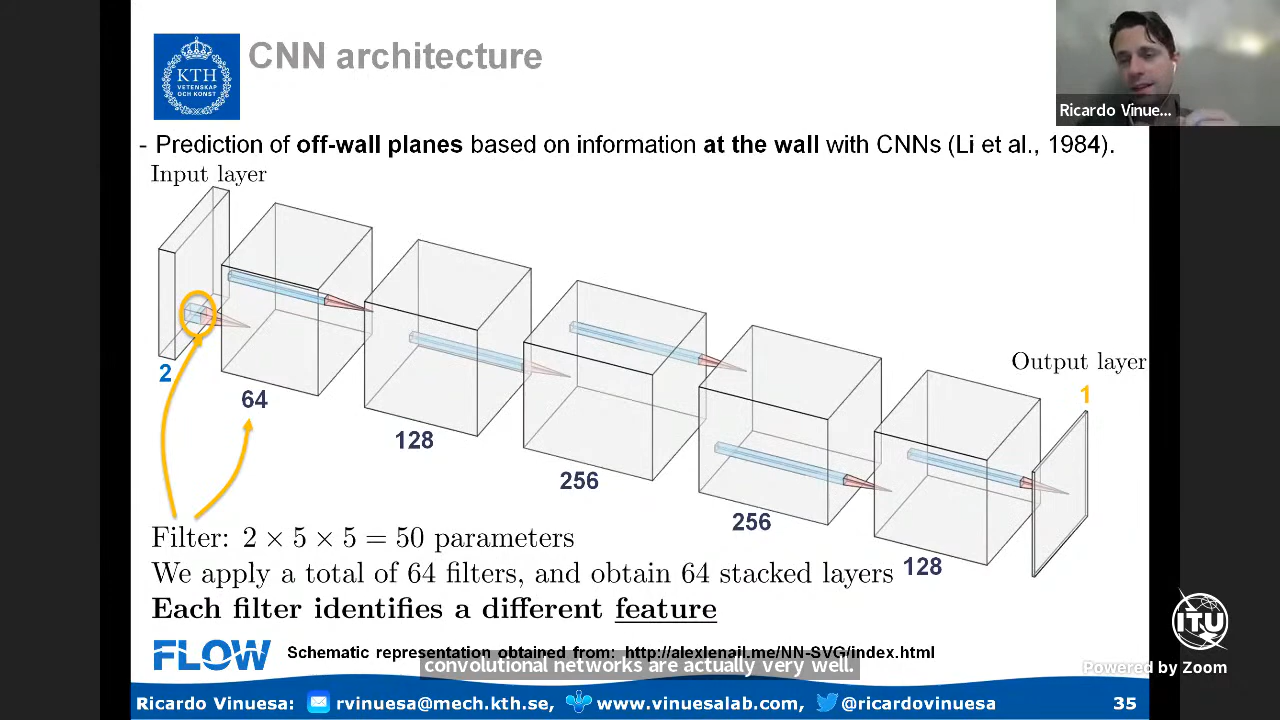 KTH
VETENSKAP
OCH KONST
CNN architecture
Ricardo Vinue...
- Prediction of off-wall planes based on information at the wall with CNNs (Li et al., 1984).
Input layer
Output layer
2
64
128
256
256
128
1
Filter: 2 × 5 × 5 = 50 parameters
We apply a total of 64 filters, and obtain 64 stacked layers
Each filter identifies a different feature
FLOW
Schematic representation obtained from: http://alexlenail.me/NN-SVG/index.html
convolutional networks are actually very well.
ITU
Powered by Zoom
Ricardo Vinuesa: rvinuesa@mech.kth.se, www.vinuesalab.com, @ricardovinuesa 35